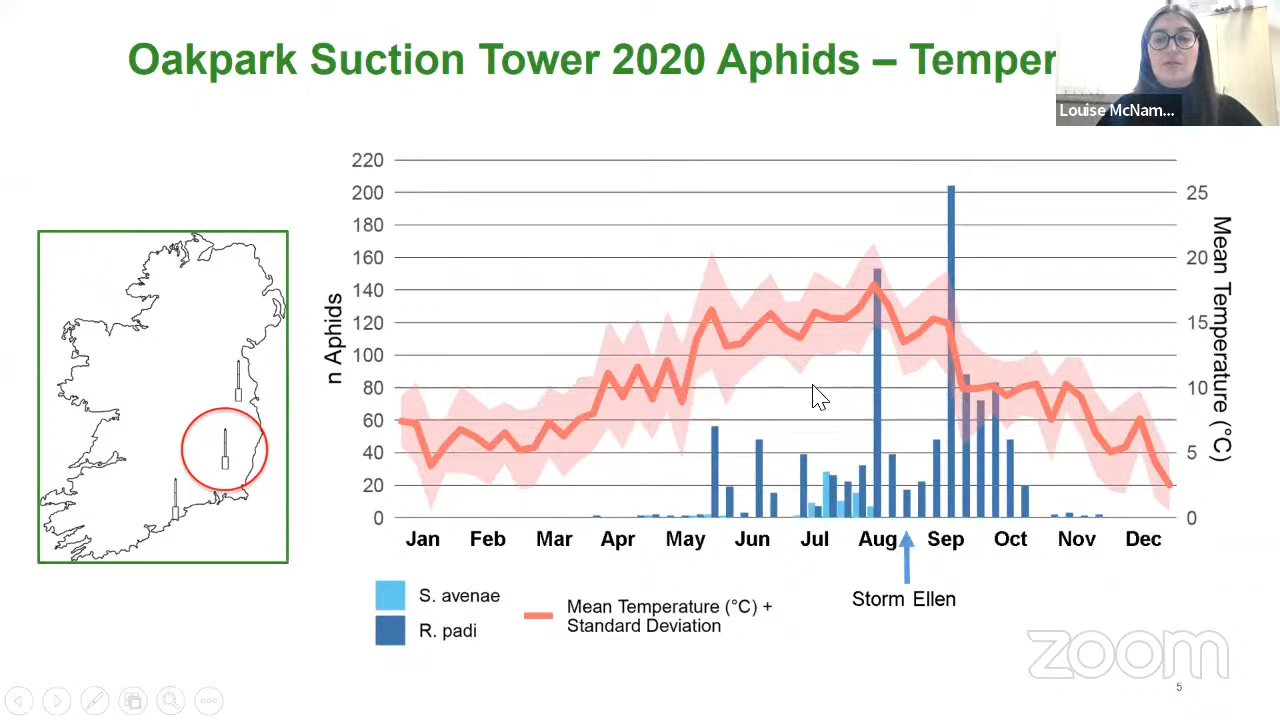 Oakpark Suction Tower 2020 Aphids – Temper
Louise McNam...
220
200
180
160
140
120
100
80
60
40
20
0
n Aphids
25
20
15
10
5
0
Mean Temperature (°C)
Jan Feb Mar Apr May Jun Jul Aug Sep Oct Nov Dec
Storm Ellen
S. avenae
R. padi
Mean Temperature (°C) +
Standard Deviation
zoom
5